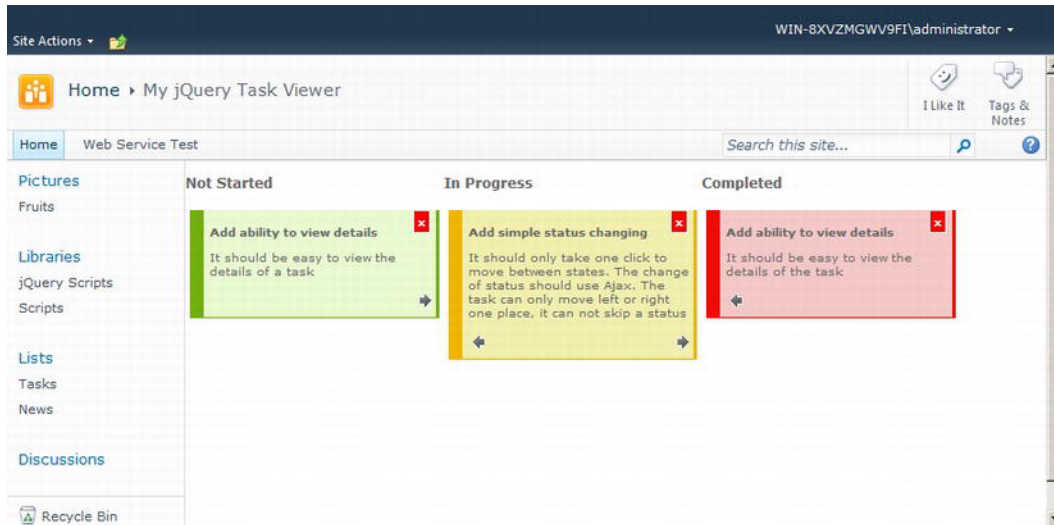 Site Actions
WIN-8XVZMGWV9FI\administrator
Home ▸ My jQuery Task Viewer
I Like It
Tags &
Notes
Home
Web Service Test
Search this site...
Pictures
Fruits
Libraries
jQuery Scripts
Scripts
Lists
Tasks
News
Discussions
Recycle Bin
Not Started
Add ability to view details
It should be easy to view the
details of a task
In Progress
Add simple status changing
It should only take one click to
move between states. The change
of status should use Ajax. The
task can only move left or right
one place, it can not skip a status
Completed
Add ability to view details
It should be easy to view the
details of the task